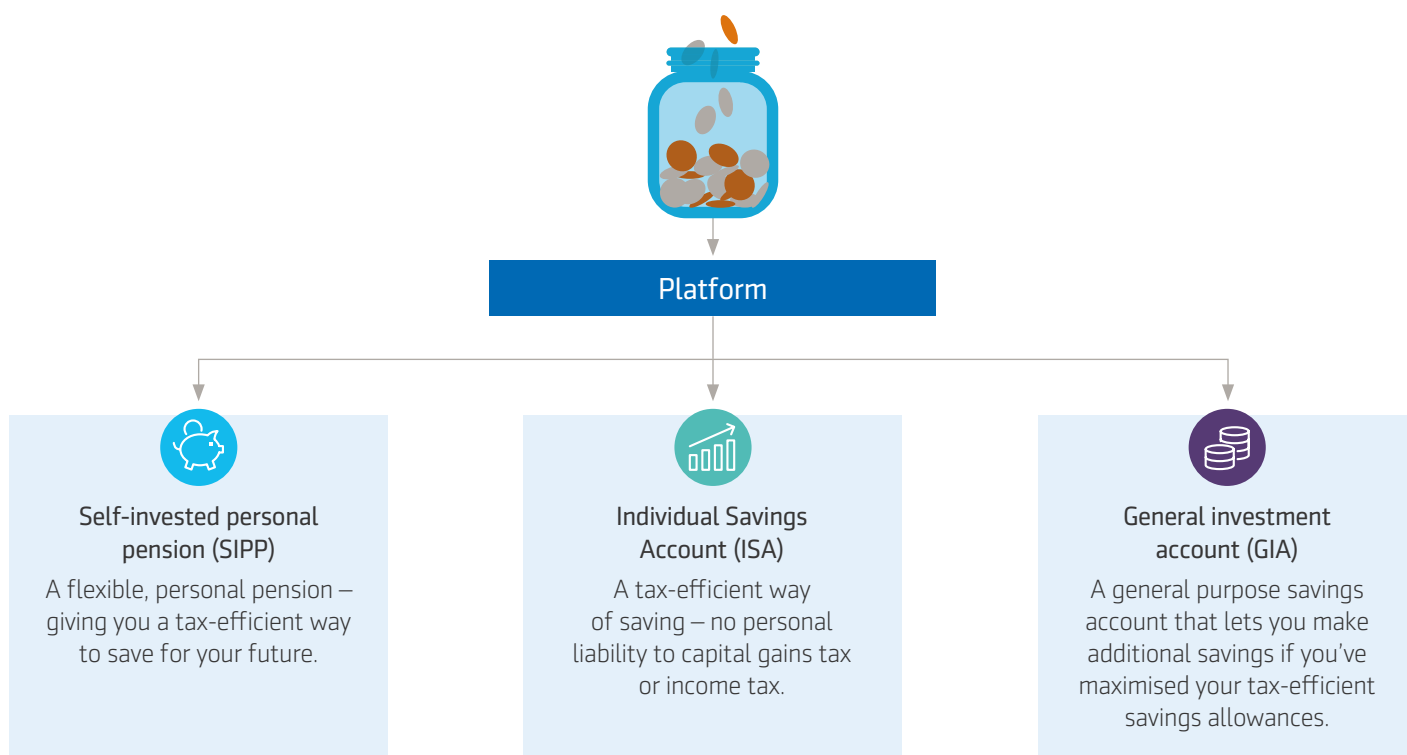 Platform
Self-invested personal
pension (SIPP)
A flexible, personal pension –
giving you a tax-efficient way
to save for your future.
Individual Savings
Account (ISA)
A tax-efficient way
of saving – no personal
liability to capital gains tax
or income tax.
General investment
account (GIA)
A general purpose savings
account that lets you make
additional savings if you’ve
maximised your tax-efficient
savings allowances.